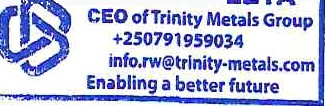 CEO of Trinity Metals Group
+250791959034
info.rw@trinity-metals.com
Enabling a better future